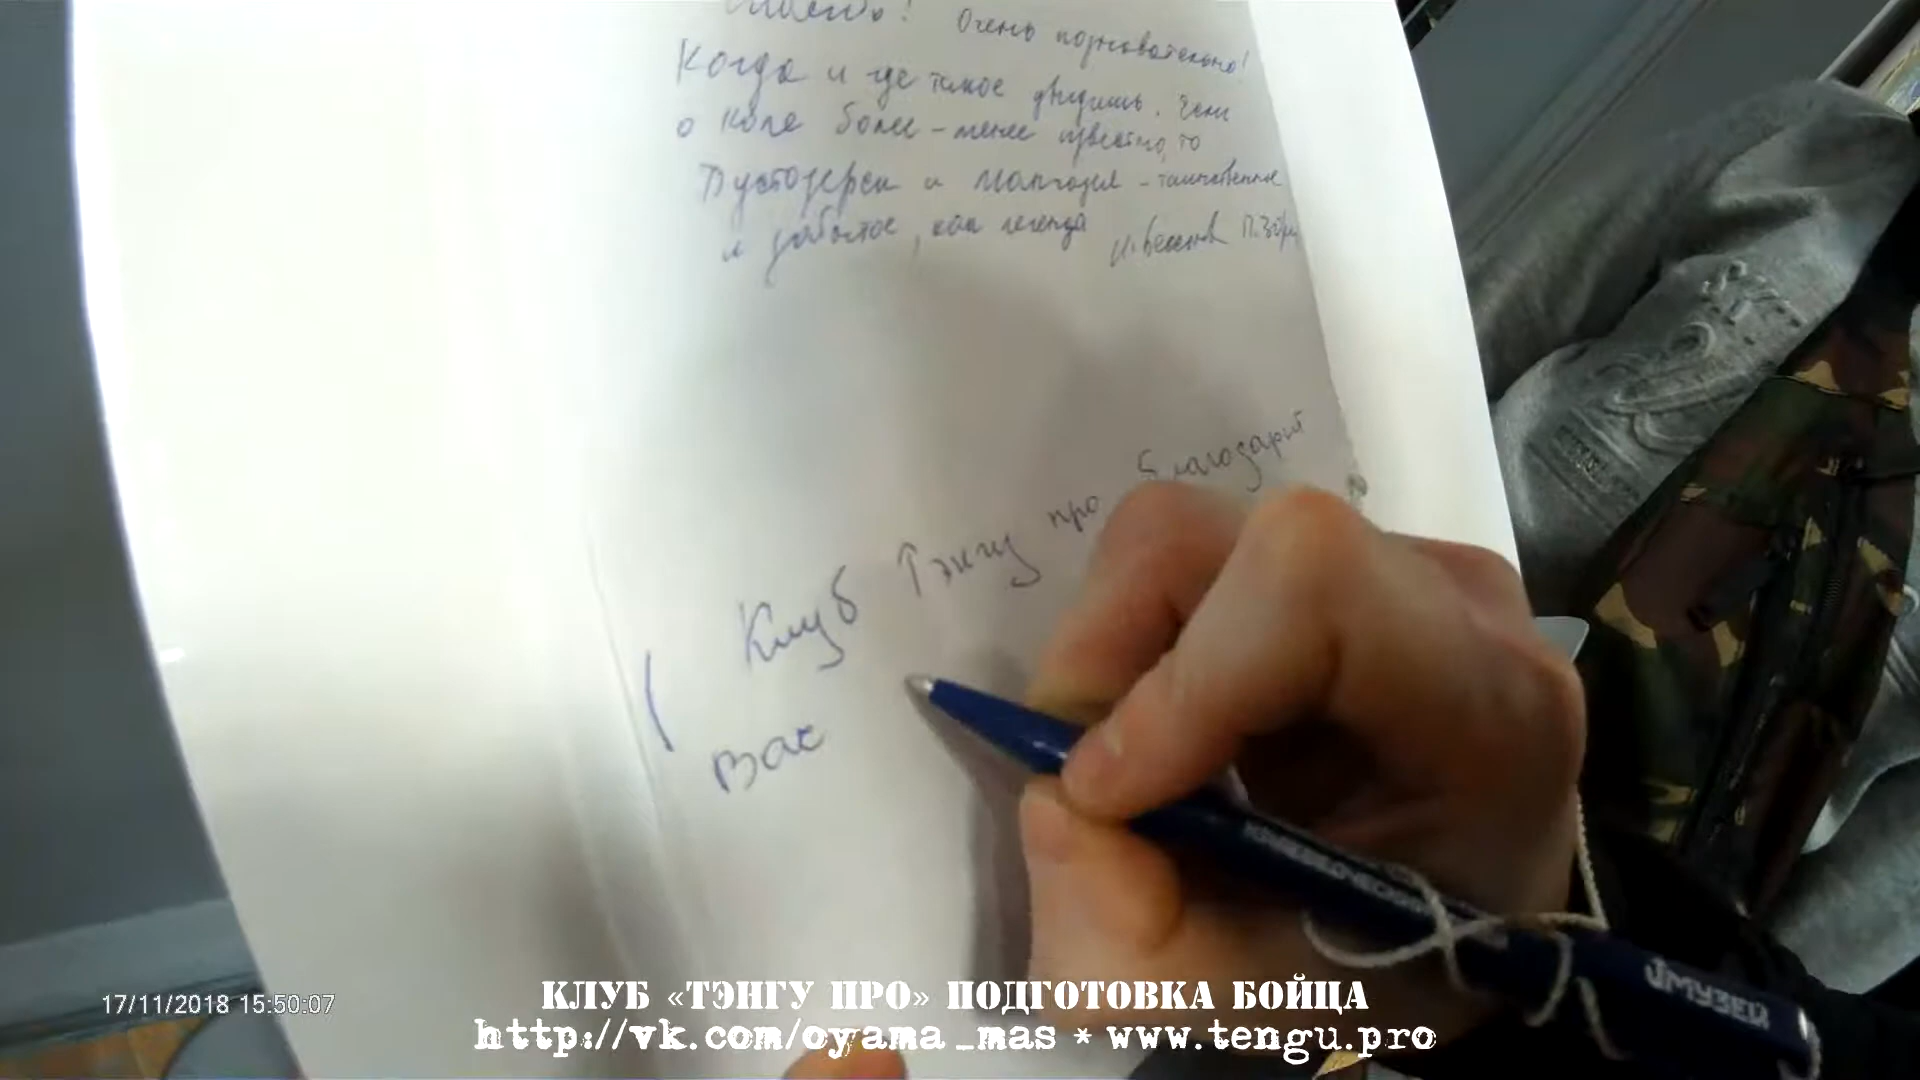 Спасибо! Очень познавательно!
Когда и где такое увидишь. Если
о Коле более-менее известно, то
Пустозерск и Мангазея - таинственное
и забытое, как легенда
Клуб Тэнгу про благодарит
Вас
МУЗЕЙ
17/11/2018 15:50:07
КЛУБ «ТЭНГУ ПРО» ПОДГОТОВКА БОЙЦА
http://vk.com/oyama_mas * www.tengu.pro